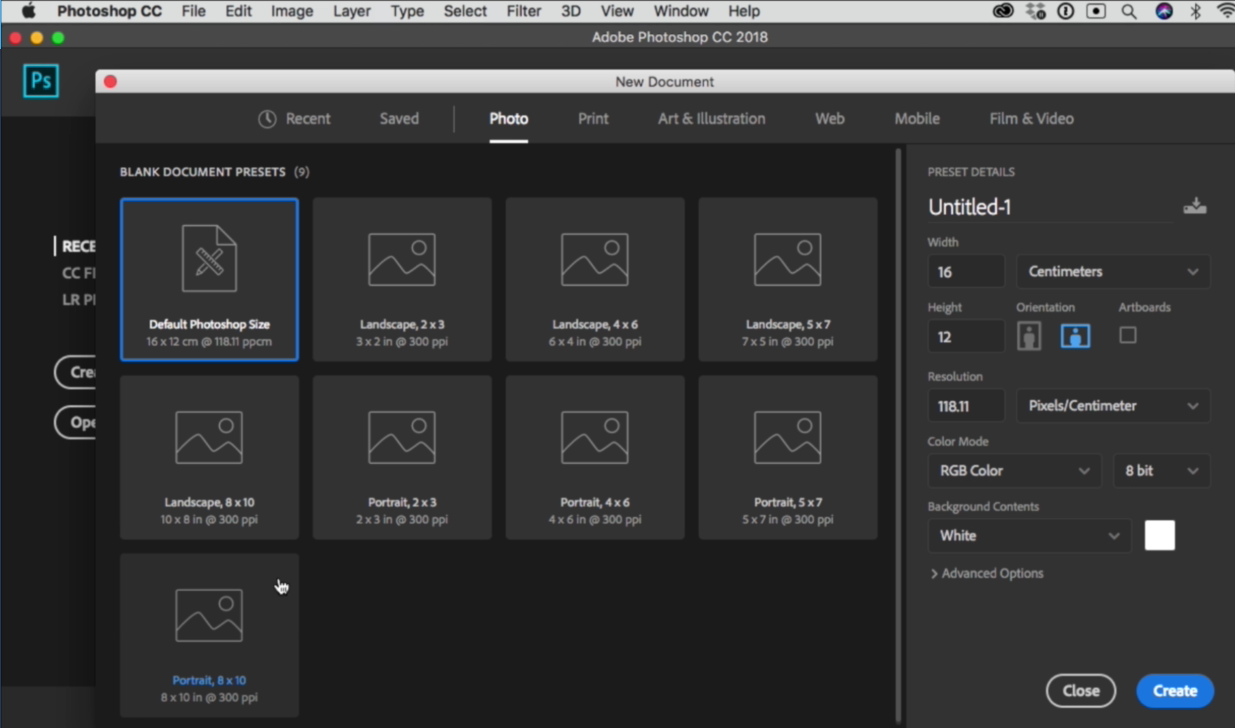 Photoshop CC File Edit Image Layer Type Select Filter 3D View Window Help
Adobe Photoshop CC 2018
Ps
New Document
Recent Saved Photo Print Art & Illustration Web Mobile Film & Video
BLANK DOCUMENT PRESETS (9)
Default Photoshop Size
16 x 12 cm @ 118.11 ppcm
Landscape, 2 x 3
3 x 2 in @ 300 ppi
Landscape, 4 x 6
6 x 4 in @ 300 ppi
Landscape, 5 x 7
7 x 5 in @ 300 ppi
Landscape, 8 x 10
10 x 8 in @ 300 ppi
Portrait, 2 x 3
2 x 3 in @ 300 ppi
Portrait, 4 x 6
4 x 6 in @ 300 ppi
Portrait, 5 x 7
5 x 7 in @ 300 ppi
Portrait, 8 x 10
8 x 10 in @ 300 ppi
PRESET DETAILS
Untitled-1
Width
16 Centimeters
Height Orientation Artboards
12
Resolution
118.11 Pixels/Centimeter
Color Mode
RGB Color 8 bit
Background Contents
White
Advanced Options
Close Create